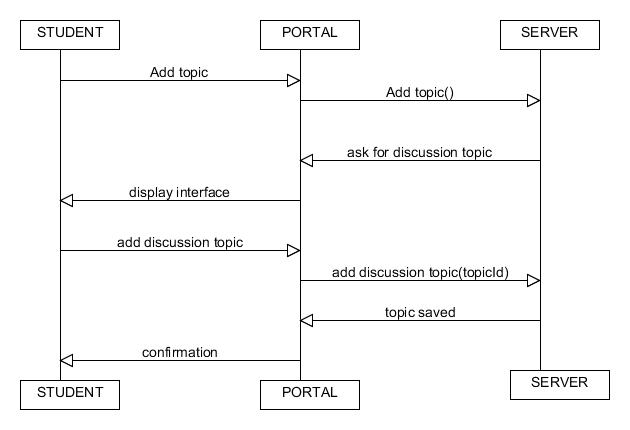 STUDENT
PORTAL
SERVER
Add topic
Add topic()
ask for discussion topic
display interface
add discussion topic
add discussion topic(topicId)
topic saved
confirmation
STUDENT
PORTAL
SERVER